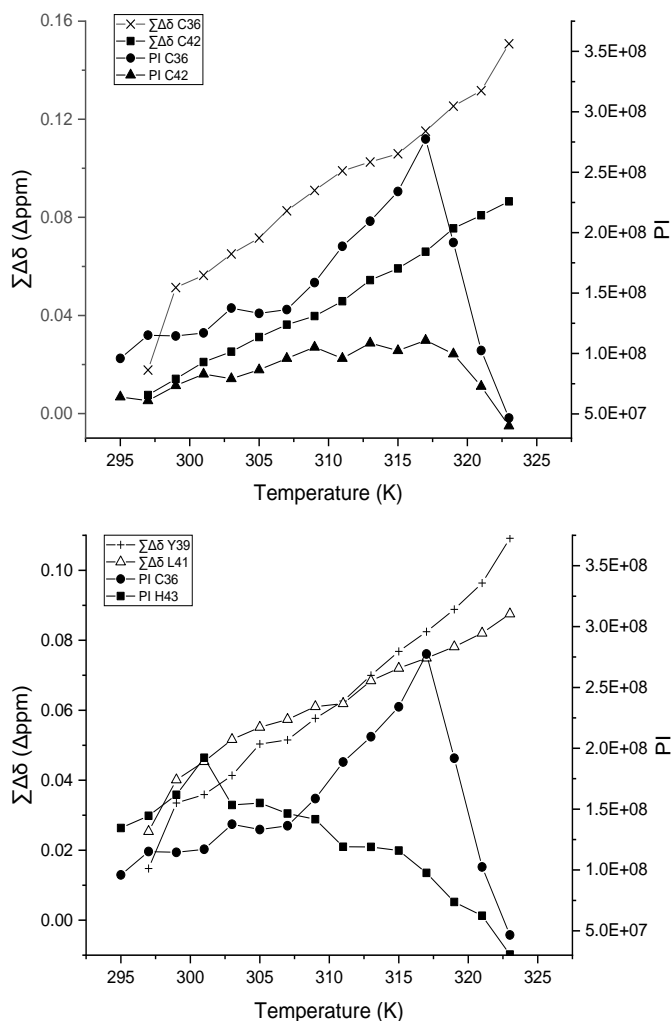 ∑Δδ C36
∑Δδ C42
PI C36
PI C42
0.16
0.12
0.08
0.04
0.00
∑Δδ (Δppm)
3.5E+08
3.0E+08
2.5E+08
2.0E+08
1.5E+08
1.0E+08
5.0E+07
PI
295 300 305 310 315 320 325
Temperature (K)
∑Δδ Y39
∑Δδ L41
PI C36
PI H43
0.10
0.08
0.06
0.04
0.02
0.00
∑Δδ (Δppm)
3.5E+08
3.0E+08
2.5E+08
2.0E+08
1.5E+08
1.0E+08
5.0E+07
PI
295 300 305 310 315 320 325
Temperature (K)